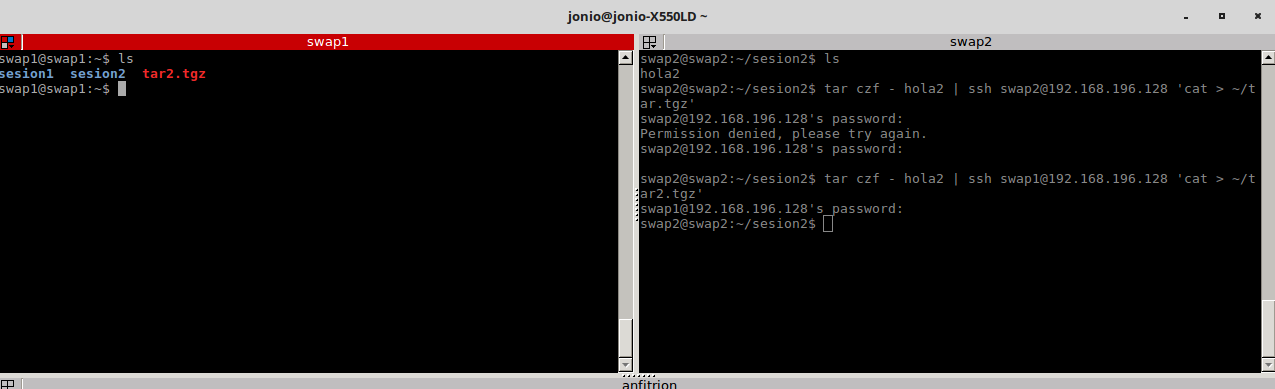 jonio@jonio-X550LD ~
swap1
swap1@swap1:~$ ls
sesion1  sesion2  tar2.tgz
swap1@swap1:~$
swap2
swap2@swap2:~/sesion2$ ls
hola2
swap2@swap2:~/sesion2$ tar czf - hola2 | ssh swap2@192.168.196.128 'cat > ~/t
ar.tgz'
swap2@192.168.196.128's password:
Permission denied, please try again.
swap2@192.168.196.128's password:
swap2@swap2:~/sesion2$ tar czf - hola2 | ssh swap1@192.168.196.128 'cat > ~/t
ar2.tgz'
swap1@192.168.196.128's password:
swap2@swap2:~/sesion2$
anfitrion